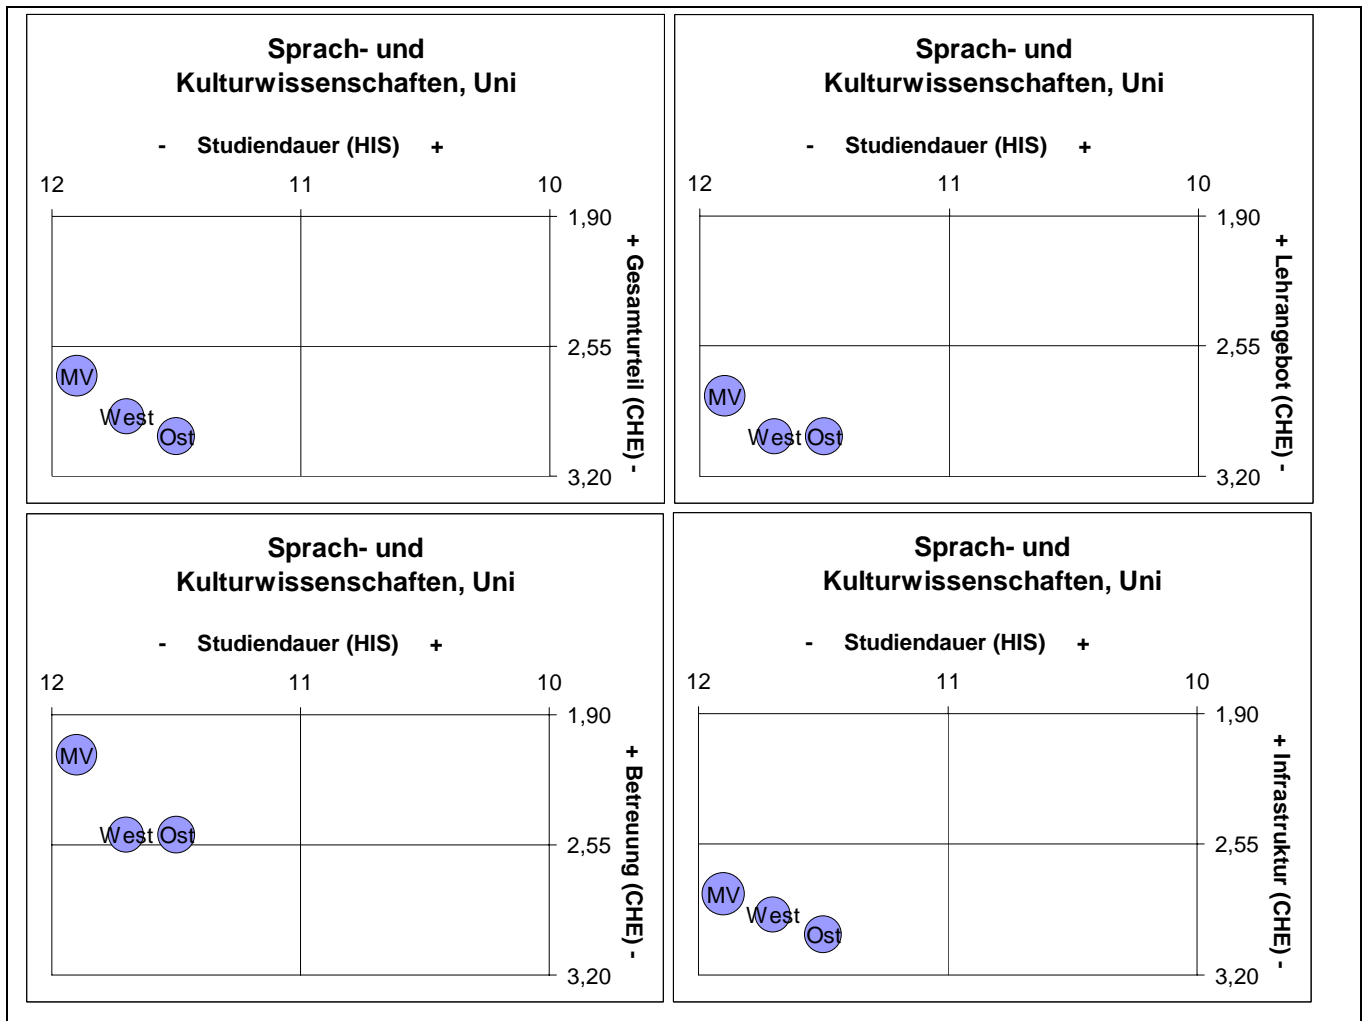 Sprach- und
Kulturwissenschaften, Uni
- Studiendauer (HIS) +
12 11 10
1,90
2,55
3,20
+ Gesamturteil (CHE) -
MV
West
Ost
Sprach- und
Kulturwissenschaften, Uni
- Studiendauer (HIS) +
12 11 10
1,90
2,55
3,20
+ Lehrangebot (CHE) -
MV
West Ost
Sprach- und
Kulturwissenschaften, Uni
- Studiendauer (HIS) +
12 11 10
1,90
2,55
3,20
+ Betreuung (CHE) -
MV
West Ost
Sprach- und
Kulturwissenschaften, Uni
- Studiendauer (HIS) +
12 11 10
1,90
2,55
3,20
+ Infrastruktur (CHE) -
MV
West
Ost